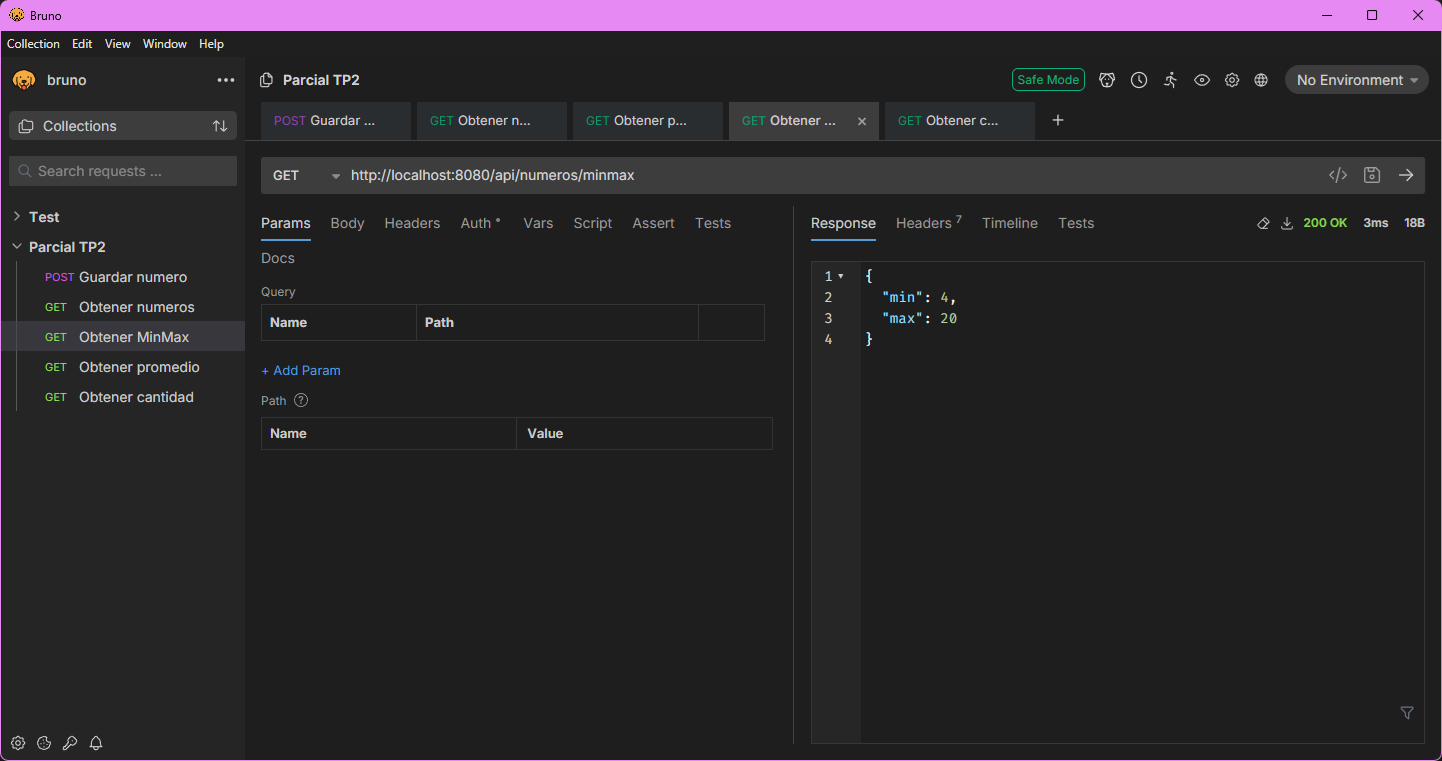 Bruno
Collection Edit View Window Help
bruno
Collections
Search requests ...
Test
Parcial TP2
POST Guardar numero
GET Obtener numeros
GET Obtener MinMax
GET Obtener promedio
GET Obtener cantidad
Parcial TP2
Safe Mode
No Environment
POST Guardar ...
GET Obtener n...
GET Obtener p...
GET Obtener ...
GET Obtener c...
GET http://localhost:8080/api/numeros/minmax
Params Body Headers Auth Vars Script Assert Tests
Docs
Query
Name Path
+ Add Param
Path
Name Value
Response Headers 7 Timeline Tests
200 OK 3ms 18B
1 {
2 "min": 4,
3 "max": 20
4 }